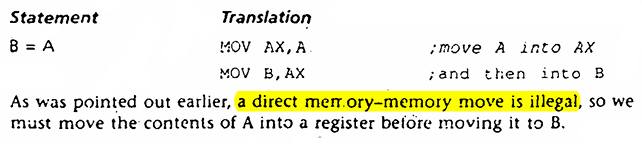 Statement Translation
B = A MOV AX,A ;move A into AX
MOV B,AX ;and then into B
As was pointed out earlier, a direct memory–memory move is illegal, so we
must move the contents of A into a register before moving it to B.